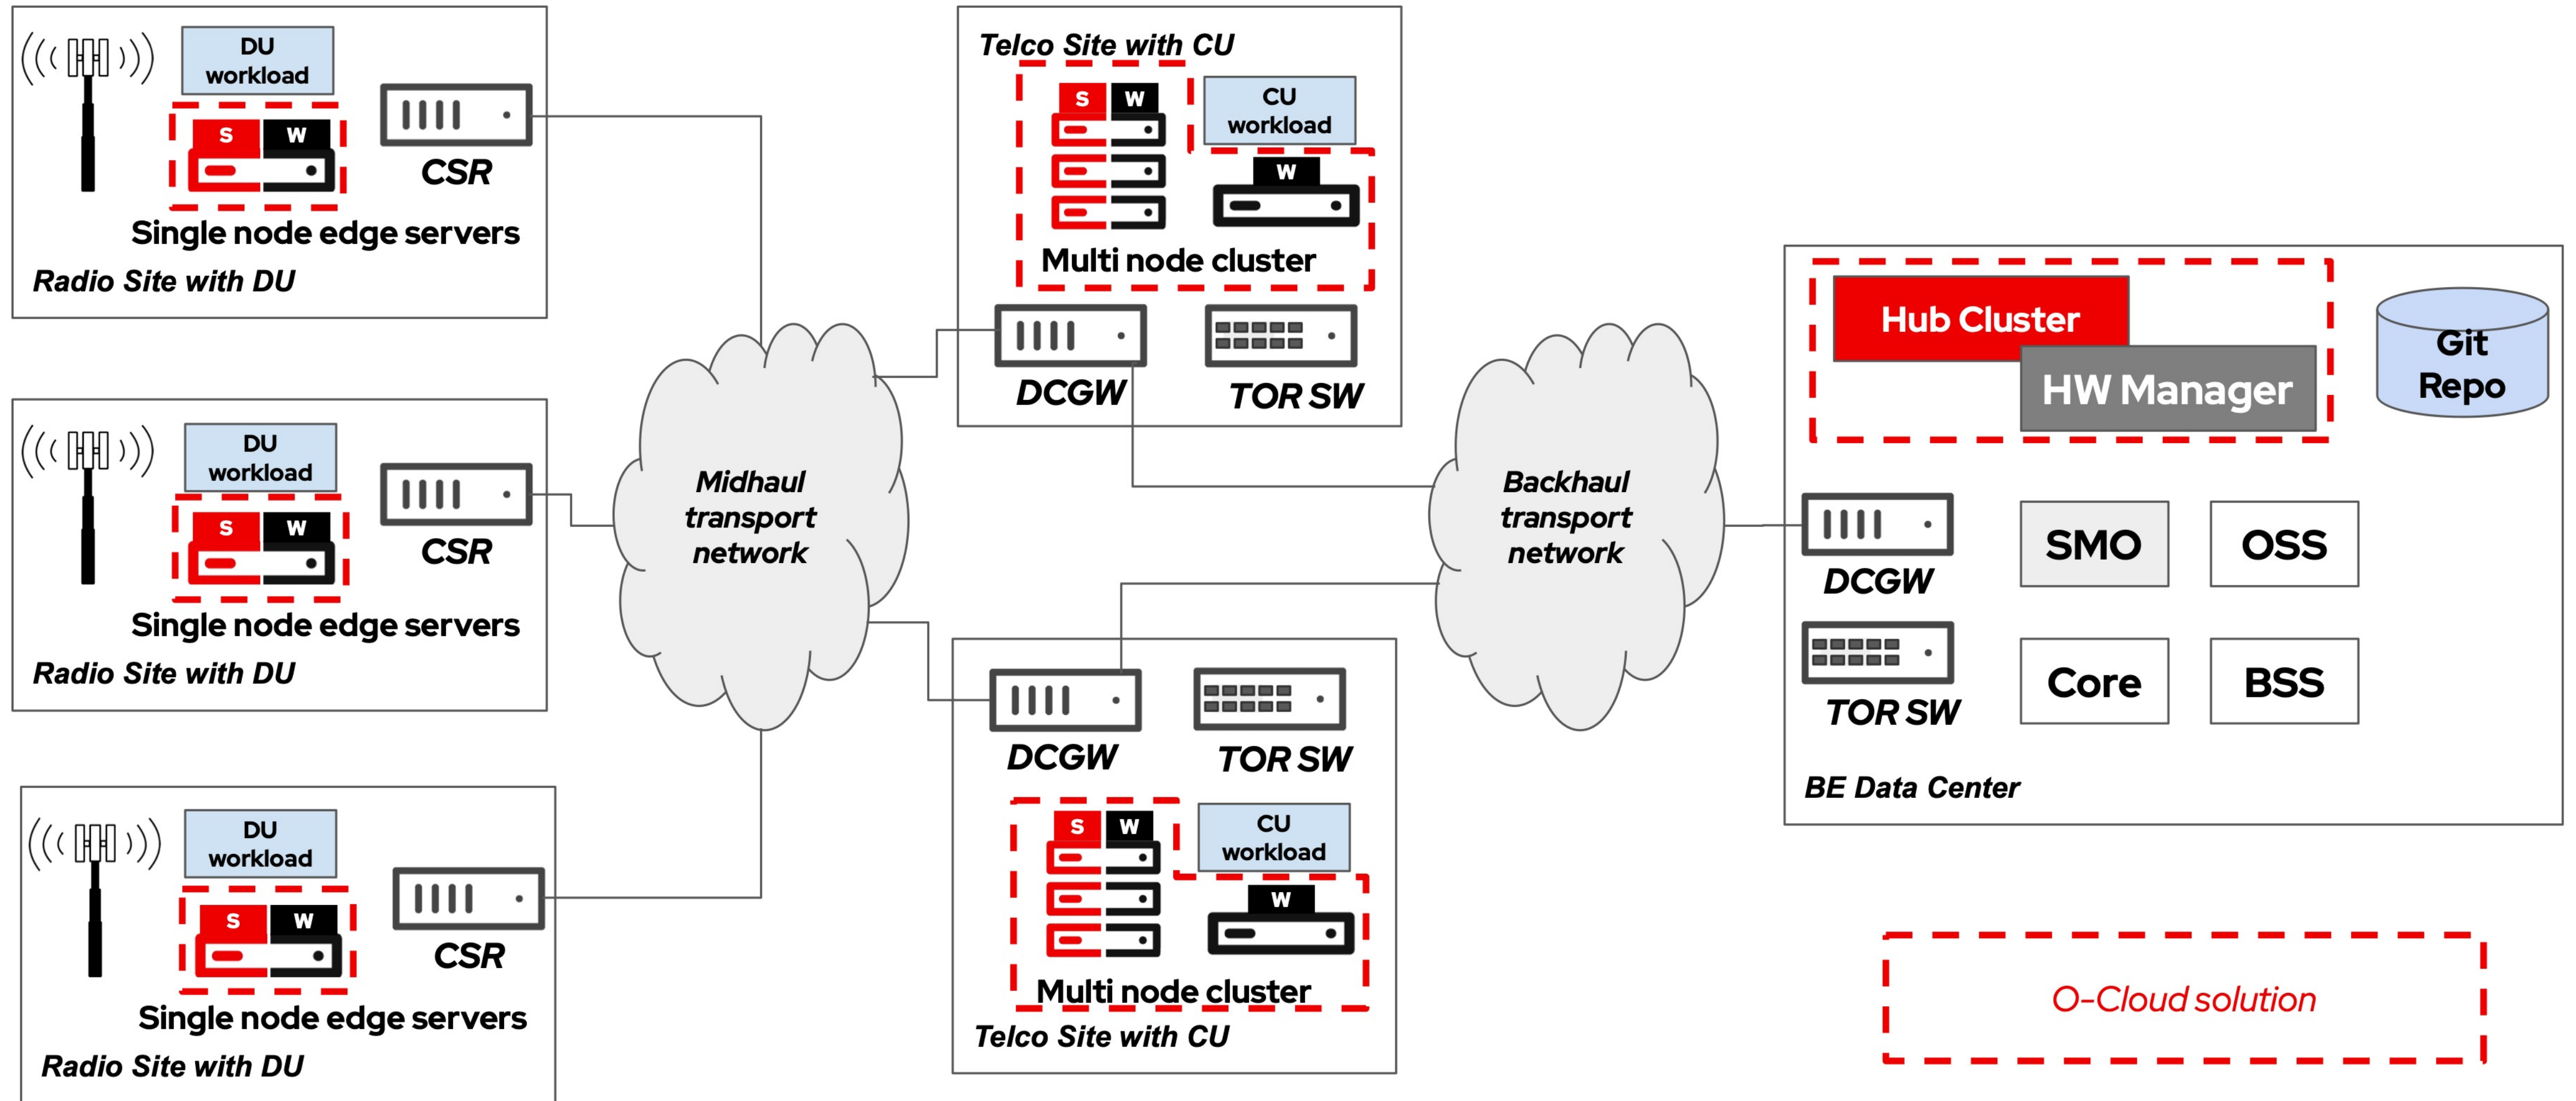 DU
workload
S W
CSR
Single node edge servers
Radio Site with DU
DU
workload
S W
CSR
Single node edge servers
Radio Site with DU
DU
workload
S W
CSR
Single node edge servers
Radio Site with DU
Midhaul
transport
network
Telco Site with CU
S W
CU
workload
W
Multi node cluster
DCGW
TOR SW
DCGW
TOR SW
S W
CU
workload
W
Multi node cluster
Telco Site with CU
Backhaul
transport
network
Hub Cluster
HW Manager
Git
Repo
DCGW
SMO
OSS
TOR SW
Core
BSS
BE Data Center
O-Cloud solution